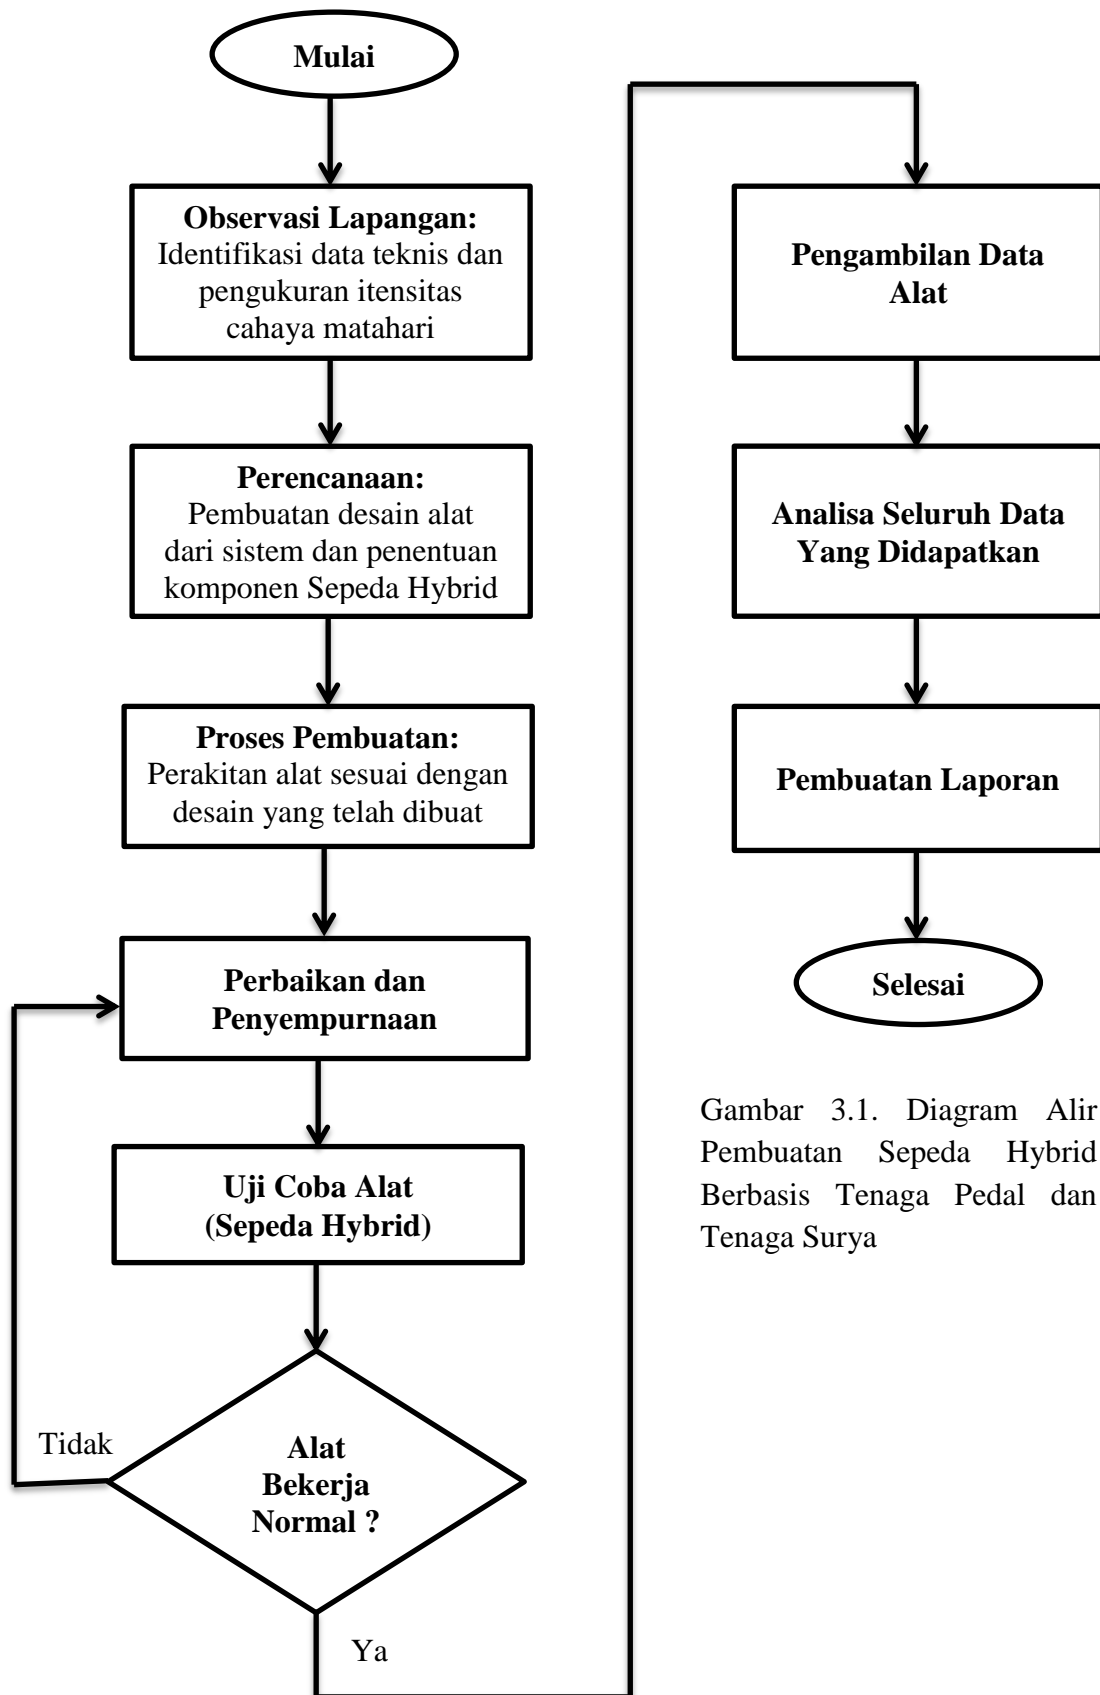 Mulai
Observasi Lapangan:
Identifikasi data teknis dan
pengukuran itensitas
cahaya matahari
Perencanaan:
Pembuatan desain alat
dari sistem dan penentuan
komponen Sepeda Hybrid
Proses Pembuatan:
Perakitan alat sesuai dengan
desain yang telah dibuat
Perbaikan dan
Penyempurnaan
Uji Coba Alat
(Sepeda Hybrid)
Alat
Bekerja
Normal ?
Tidak
Ya
Pengambilan Data
Alat
Analisa Seluruh Data
Yang Didapatkan
Pembuatan Laporan
Selesai
Gambar 3.1. Diagram Alir
Pembuatan Sepeda Hybrid
Berbasis Tenaga Pedal dan
Tenaga Surya